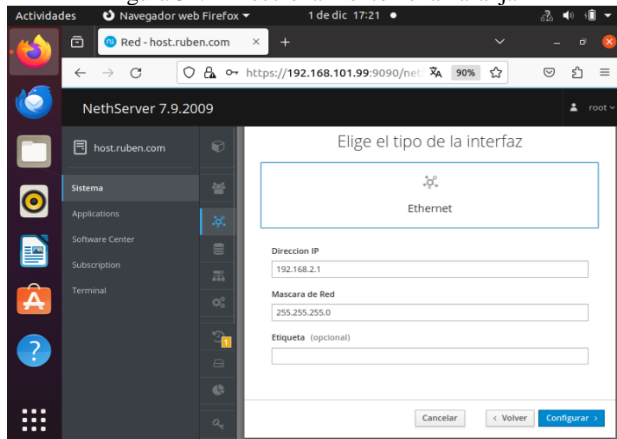 Actividades
Navegador web Firefox
1 de dic 17:21
Red - host.ruben.com
https://192.168.101.99:9090/net
90%
NethServer 7.9.2009
root
host.ruben.com
Sistema
Applications
Software Center
Subscription
Terminal
1
Elige el tipo de la interfaz
Ethernet
Direccion IP
192.168.2.1
Mascara de Red
255.255.255.0
Etiqueta (opcional)
Cancelar
< Volver
Configurar >